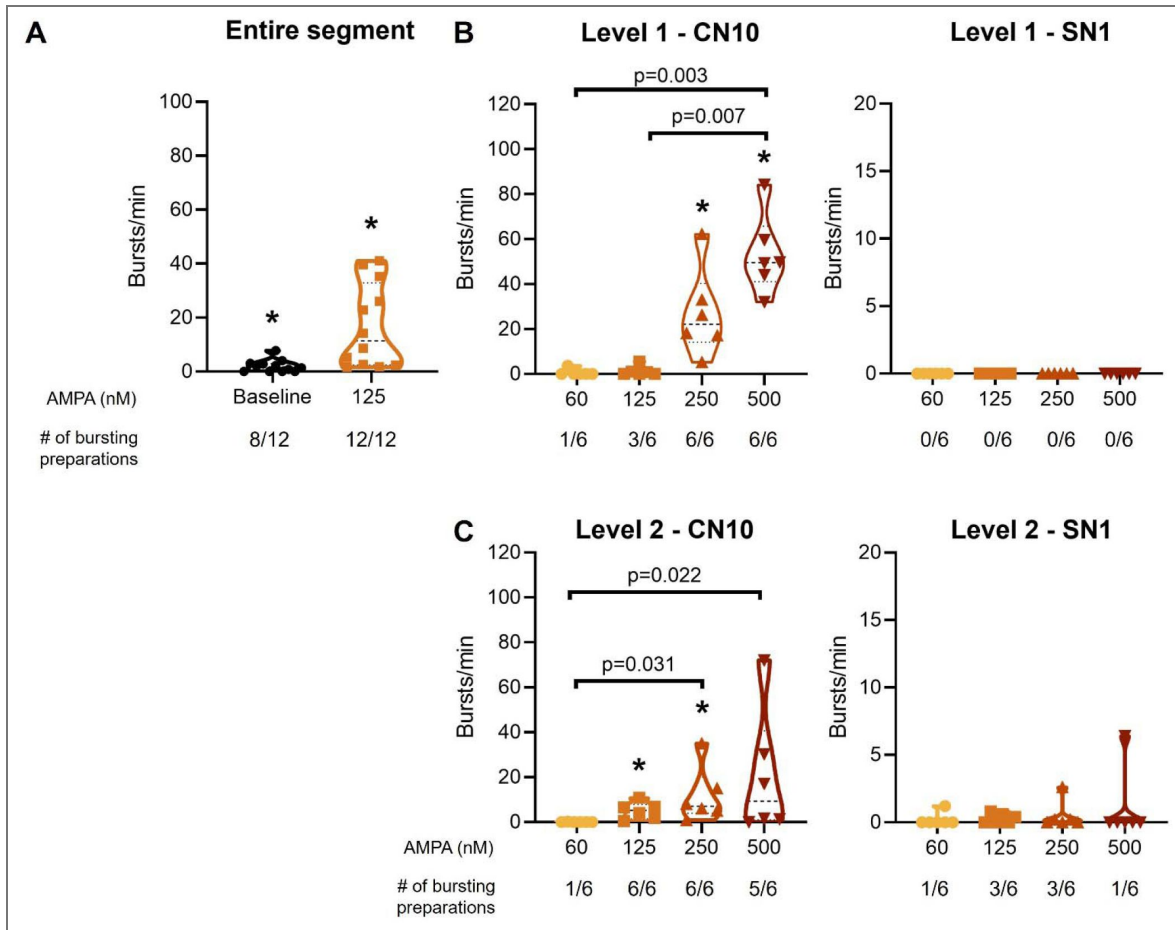 A
Entire segment
100
80
60
40
20
0
Bursts/min
*
*
AMPA (nM)
Baseline
125
# of bursting
preparations
8/12
12/12
B
Level 1 - CN10
p=0.003
p=0.007
120
100
80
60
40
20
0
Bursts/min
*
*
60
125
250
500
1/6
3/6
6/6
6/6
Level 1 - SN1
20
15
10
5
0
Bursts/min
60
125
250
500
0/6
0/6
0/6
0/6
C
Level 2 - CN10
120
100
80
60
40
20
0
Bursts/min
p=0.022
p=0.031
*
*
AMPA (nM)
60
125
250
500
# of bursting
preparations
1/6
6/6
6/6
5/6
Level 2 - SN1
20
15
10
5
0
Bursts/min
60
125
250
500
1/6
3/6
3/6
1/6